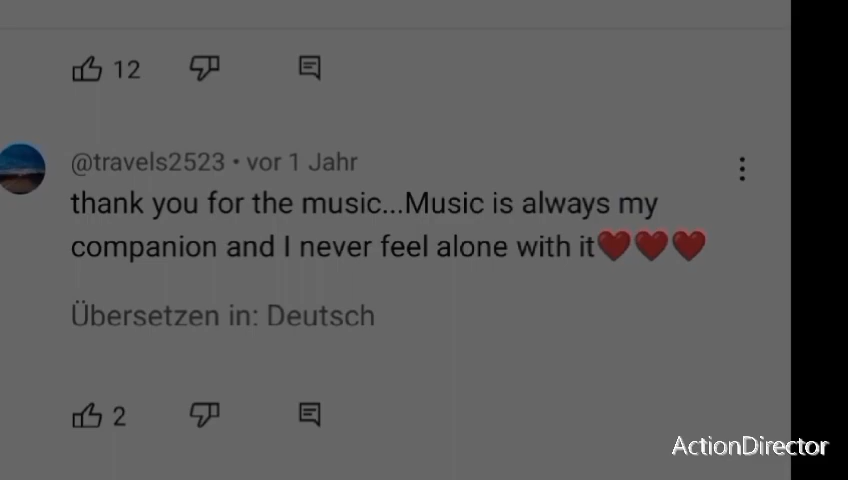 12
@travels2523 • vor 1 Jahr
thank you for the music...Music is always my
companion and I never feel alone with it❤️❤️❤️
Übersetzen in: Deutsch
2
ActionDirector